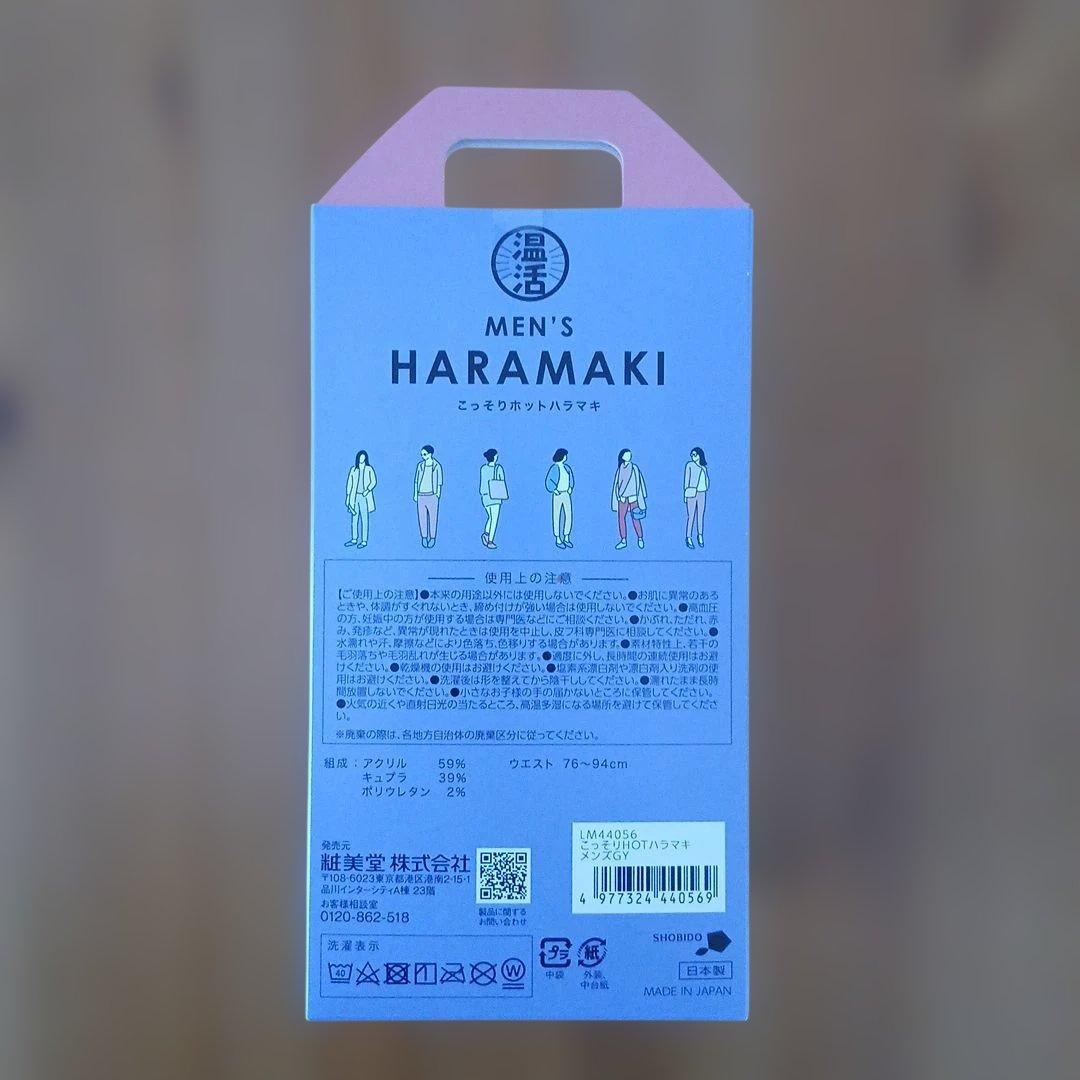 温活
MEN'S
HARAMAKI
こっそりホットハラマキ
使用上の注意
【ご使用上の注意】●本来の用途以外には使用しないでください。●お肌に異常のある
ときや、体調がすぐれないとき、締め付けが強い場合は使用しないでください。●高血圧
の方、妊娠中の方が使用する場合は専門医などにご相談ください。●かぶれ、ただれ、赤
み、発疹など、異常が現れたときは使用を中止し、皮フ科専門医に相談してください。●
水濡れや汗、摩擦などにより色落ち、色移りする場合があります。●素材特性上、若干の
毛羽落ちや毛羽乱れが生じる場合があります。●適度に外し、長時間の連続使用はお避
けください。●乾燥機の使用はお避けください。●塩素系漂白剤や漂白剤入り洗剤の使
用はお避けください。●洗濯後は形を整えてから陰干ししてください。●濡れたまま長時
間放置しないでください。●小さなお子様の手の届かないところに保管してください。
●火気の近くや直射日光の当たるところ、高温多湿になる場所を避けて保管してくださ
い。
※廃棄の際は、各地方自治体の廃棄区分に従ってください。
組成：アクリル 59% ウエスト 76〜94cm
キュプラ 39%
ポリウレタン 2%
発売元
粧美堂 株式会社
〒108-6023東京都港区港南2-15-1
品川インターシティA棟 23階
お客様相談室
0120-862-518
製品に関する
お問い合わせ
LM44056
こっそりHOTハラマキ
メンズGY
4 977324 440569
洗濯表示
40
W
プラ
中袋
紙
外装、
中台紙
SHOBIDO
日本製
MADE IN JAPAN